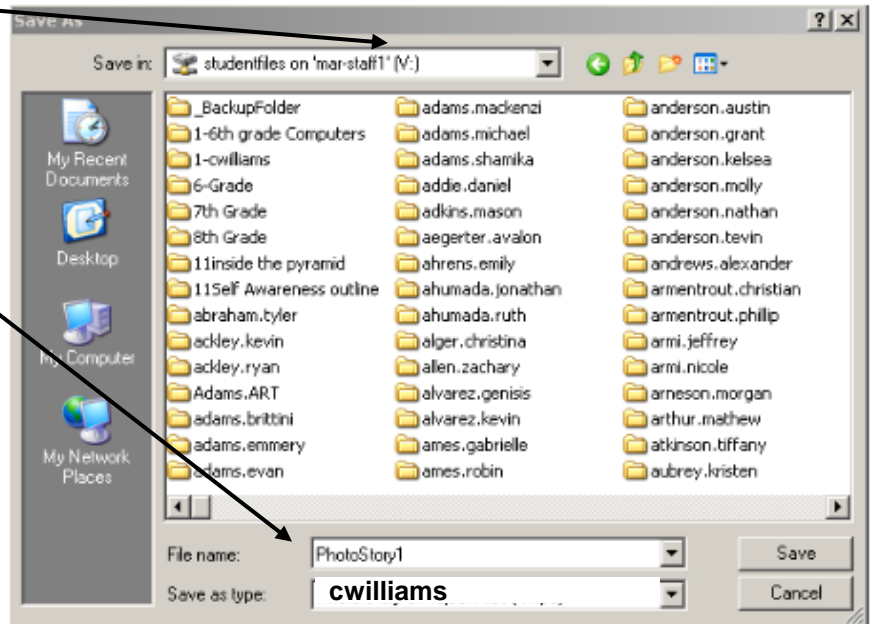 Save As
Save in: studentfiles on 'mar-staff1' (V:)
My Recent Documents
Desktop
My Computer
My Network Places
_BackupFolder
1-6th grade Computers
1-cwilliams
6-Grade
7th Grade
8th Grade
11inside the pyramid
11Self Awareness outline
abraham.tyler
ackley.kevin
ackley.ryan
Adams.ART
adams.brittini
adams.emmery
adams.evan
adams.mackenzi
adams.michael
adams.shamika
addie.daniel
adkins.mason
aegerter.avalon
ahrens.emily
ahumada.jonathan
ahumada.ruth
alger.christina
allen.zachary
alvarez.genisis
alvarez.kevin
ames.gabrielle
ames.robin
anderson.austin
anderson.grant
anderson.kelsea
anderson.molly
anderson.nathan
anderson.tevin
andrews.alexander
armentrout.christian
armentrout.phillip
armi.jeffrey
armi.nicole
arneson.morgan
arthur.mathew
atkinson.tiffany
aubrey.kristen
File name: PhotoStory1 Save
Save as type: cwilliams Cancel